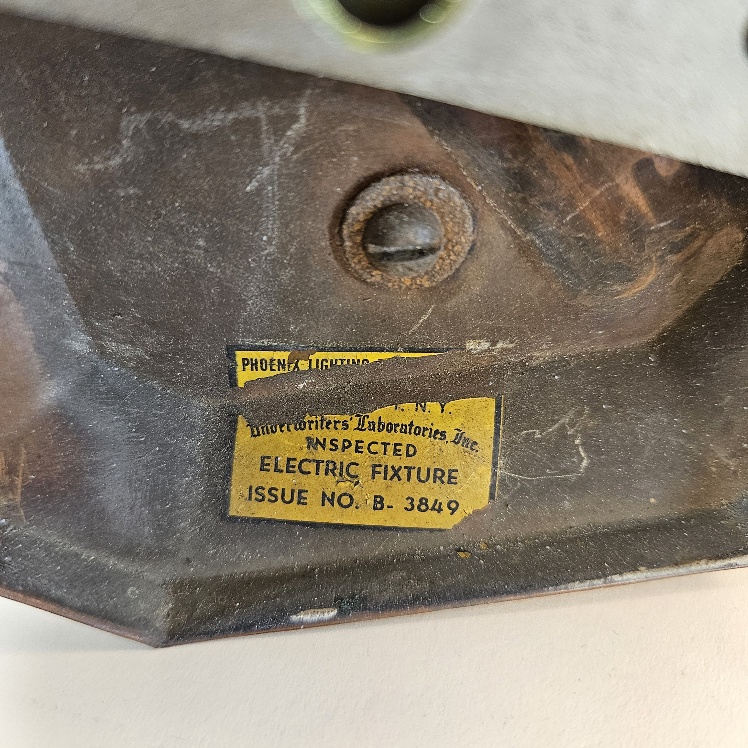 PHOENIX LIGHTING
N. Y.
Underwriters' Laboratories, Inc.
INSPECTED
ELECTRIC FIXTURE
ISSUE NO. B- 3849